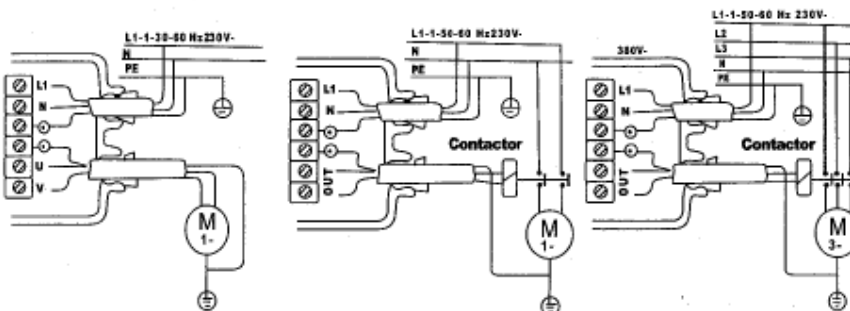 L1-1-30-60 Hz230V-
N
PE
L1
N
U
V
M
1-
L1-1-50-60 Hz230V-
N
PE
L1
N
Contactor
OUT
M
1-
L1-1-50-60 Hz 230V-
L2
L3
N
PE
380V-
L1
N
Contactor
OUT
M
3-